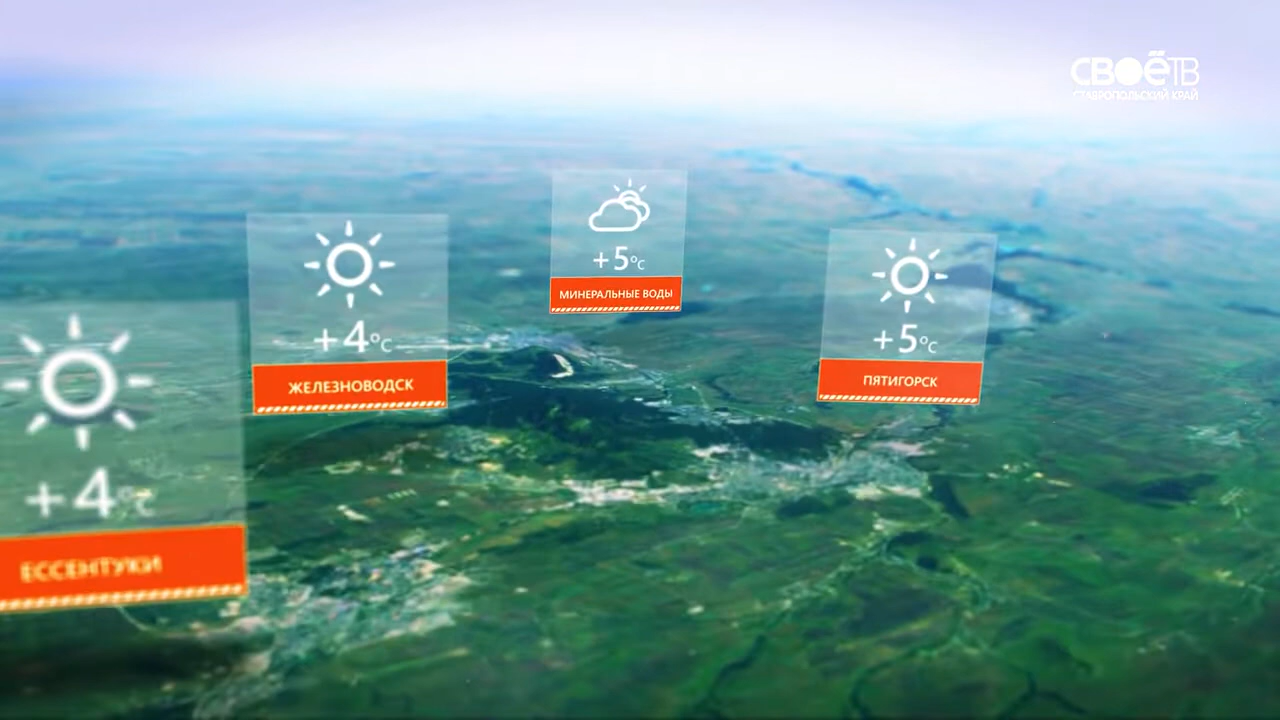 СВОЁТВ
СТАВРОПОЛЬСКИЙ КРАЙ
+5°C
МИНЕРАЛЬНЫЕ ВОДЫ
+4°C
ЖЕЛЕЗНОВОДСК
+5°C
ПЯТИГОРСК
+4°C
ЕССЕНТУКИ